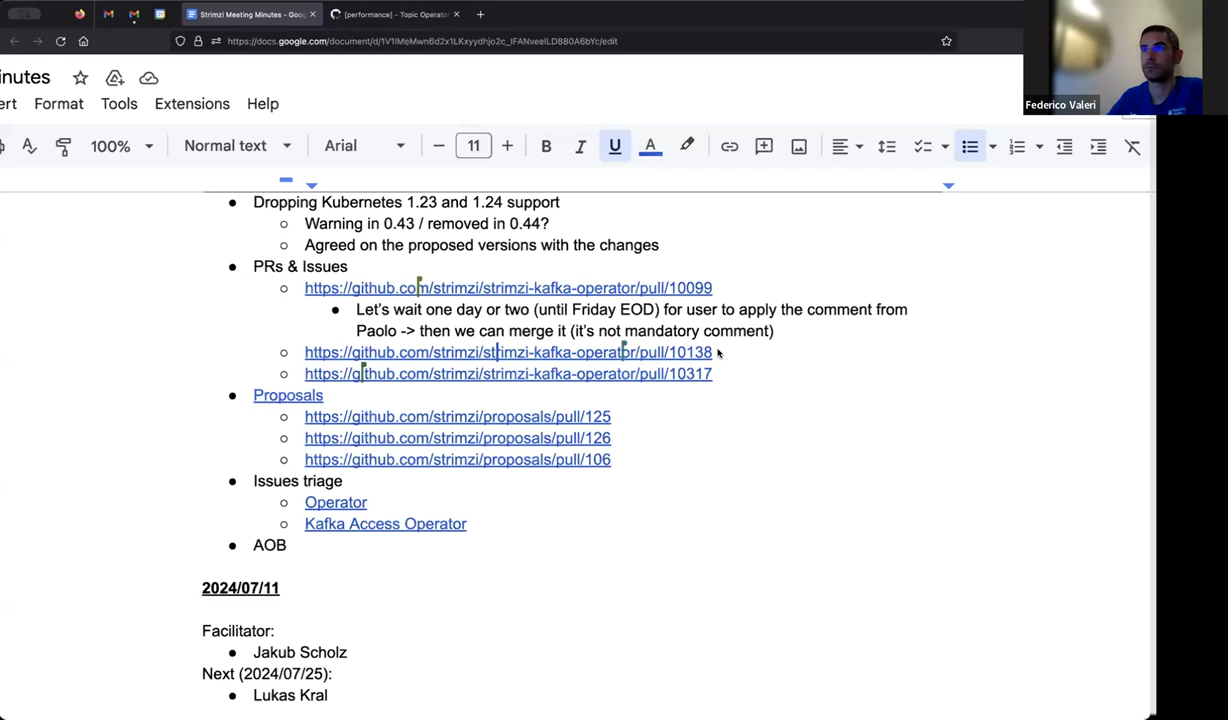 Strimzi Meeting Minutes - Goo
[performance] - Topic Operator
https://docs.google.com/document/d/1V1lMeMwn6d2x1LKxyydhjo2c_IFANveelLD880A6bYc/edit
inutes
rt Format Tools Extensions Help
Federico Valeri
100% Normal text Arial 11 B I U A
Dropping Kubernetes 1.23 and 1.24 support
Warning in 0.43 / removed in 0.44?
Agreed on the proposed versions with the changes
PRs & Issues
https://github.com/strimzi/strimzi-kafka-operator/pull/10099
Let’s wait one day or two (until Friday EOD) for user to apply the comment from
Paolo -> then we can merge it (it’s not mandatory comment)
https://github.com/strimzi/strimzi-kafka-operator/pull/10138
https://github.com/strimzi/strimzi-kafka-operator/pull/10317
Proposals
https://github.com/strimzi/proposals/pull/125
https://github.com/strimzi/proposals/pull/126
https://github.com/strimzi/proposals/pull/106
Issues triage
Operator
Kafka Access Operator
AOB
2024/07/11
Facilitator:
Jakub Scholz
Next (2024/07/25):
Lukas Kral